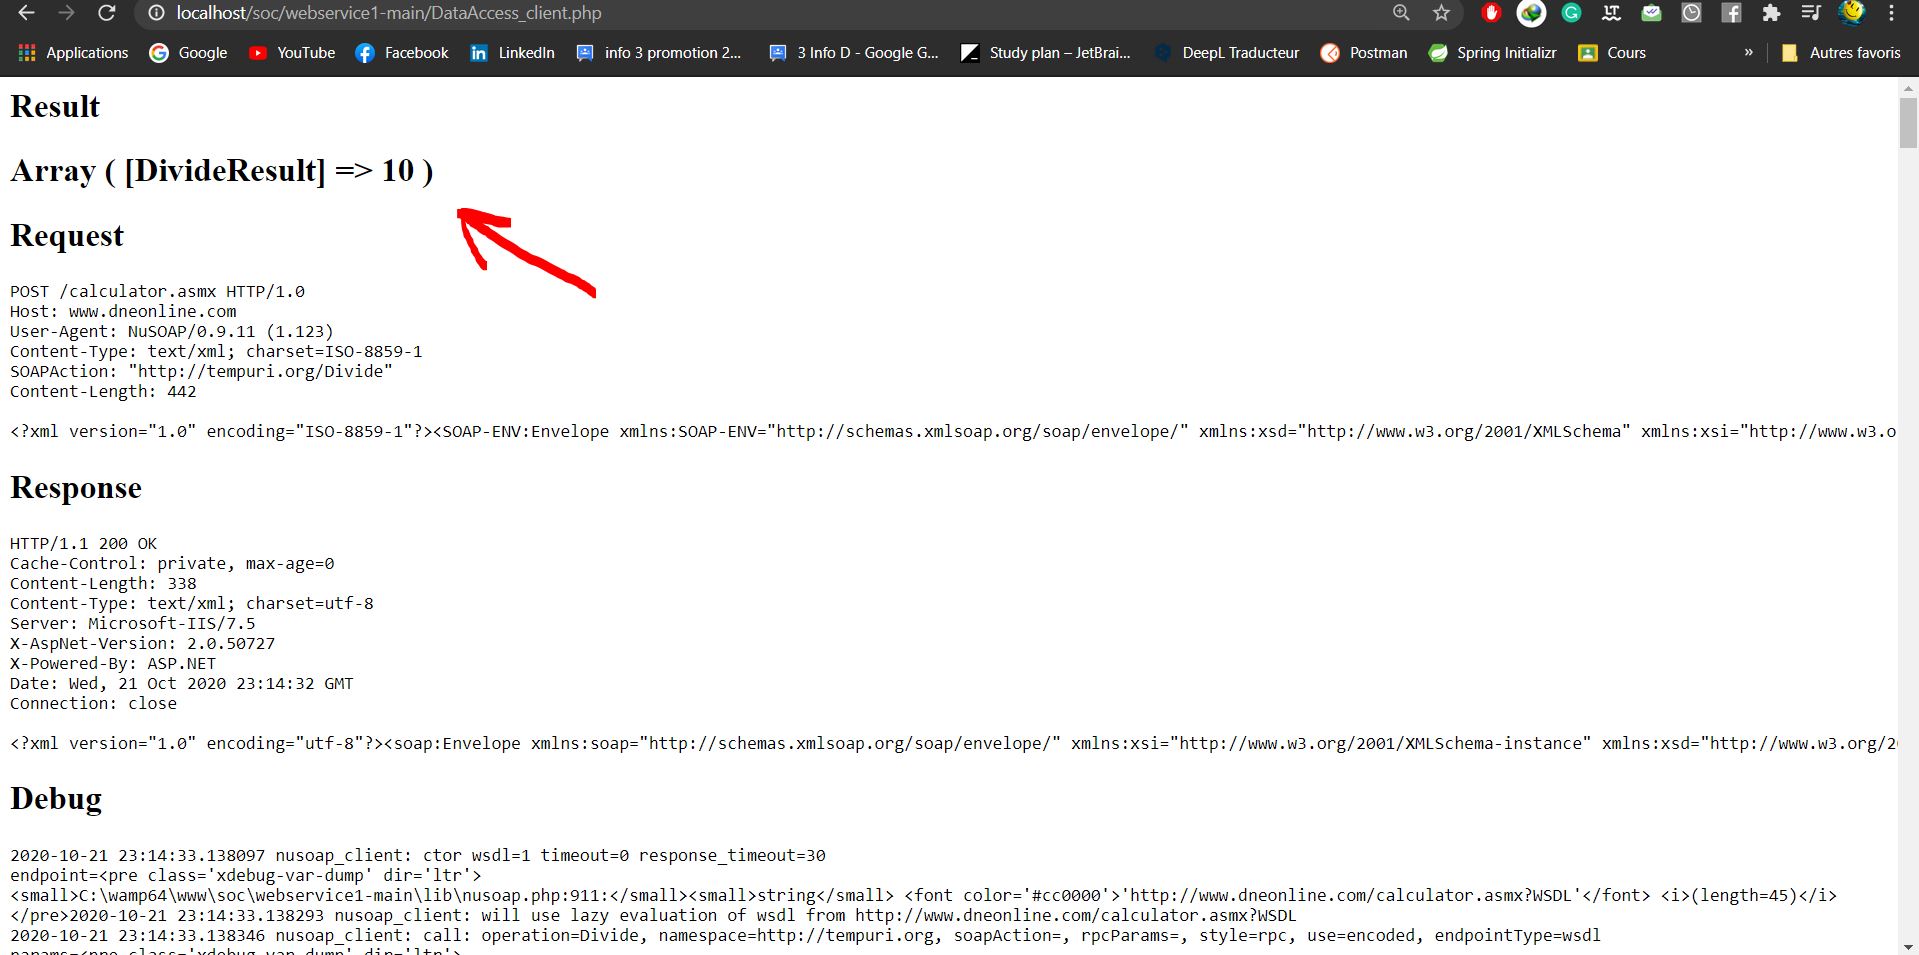 localhost/soc/webservice1-main/DataAccess_client.php
Applications Google YouTube Facebook LinkedIn info 3 promotion 2... 3 Info D - Google G... Study plan – JetBrai... DeepL Traducteur Postman Spring Initializr Cours » Autres favoris
Result
Array ( [DivideResult] => 10 )
Request
POST /calculator.asmx HTTP/1.0
Host: www.dneonline.com
User-Agent: NuSOAP/0.9.11 (1.123)
Content-Type: text/xml; charset=ISO-8859-1
SOAPAction: "http://tempuri.org/Divide"
Content-Length: 442
<?xml version="1.0" encoding="ISO-8859-1"?><SOAP-ENV:Envelope xmlns:SOAP-ENV="http://schemas.xmlsoap.org/soap/envelope/" xmlns:xsd="http://www.w3.org/2001/XMLSchema" xmlns:xsi="http://www.w3.o
Response
HTTP/1.1 200 OK
Cache-Control: private, max-age=0
Content-Length: 338
Content-Type: text/xml; charset=utf-8
Server: Microsoft-IIS/7.5
X-AspNet-Version: 2.0.50727
X-Powered-By: ASP.NET
Date: Wed, 21 Oct 2020 23:14:32 GMT
Connection: close
<?xml version="1.0" encoding="utf-8"?><soap:Envelope xmlns:soap="http://schemas.xmlsoap.org/soap/envelope/" xmlns:xsi="http://www.w3.org/2001/XMLSchema-instance" xmlns:xsd="http://www.w3.org/2
Debug
2020-10-21 23:14:33.138097 nusoap_client: ctor wsdl=1 timeout=0 response_timeout=30
endpoint=<pre class='xdebug-var-dump' dir='ltr'>
<small>C:\wamp64\www\soc\webservice1-main\lib\nusoap.php:911:</small><small>string</small> <font color='#cc0000'>'http://www.dneonline.com/calculator.asmx?WSDL'</font> <i>(length=45)</i>
</pre>2020-10-21 23:14:33.138293 nusoap_client: will use lazy evaluation of wsdl from http://www.dneonline.com/calculator.asmx?WSDL
2020-10-21 23:14:33.138346 nusoap_client: call: operation=Divide, namespace=http://tempuri.org, soapAction=, rpcParams=, style=rpc, use=encoded, endpointType=wsdl
params=<pre class='xdebug-var-dump' dir='ltr'>